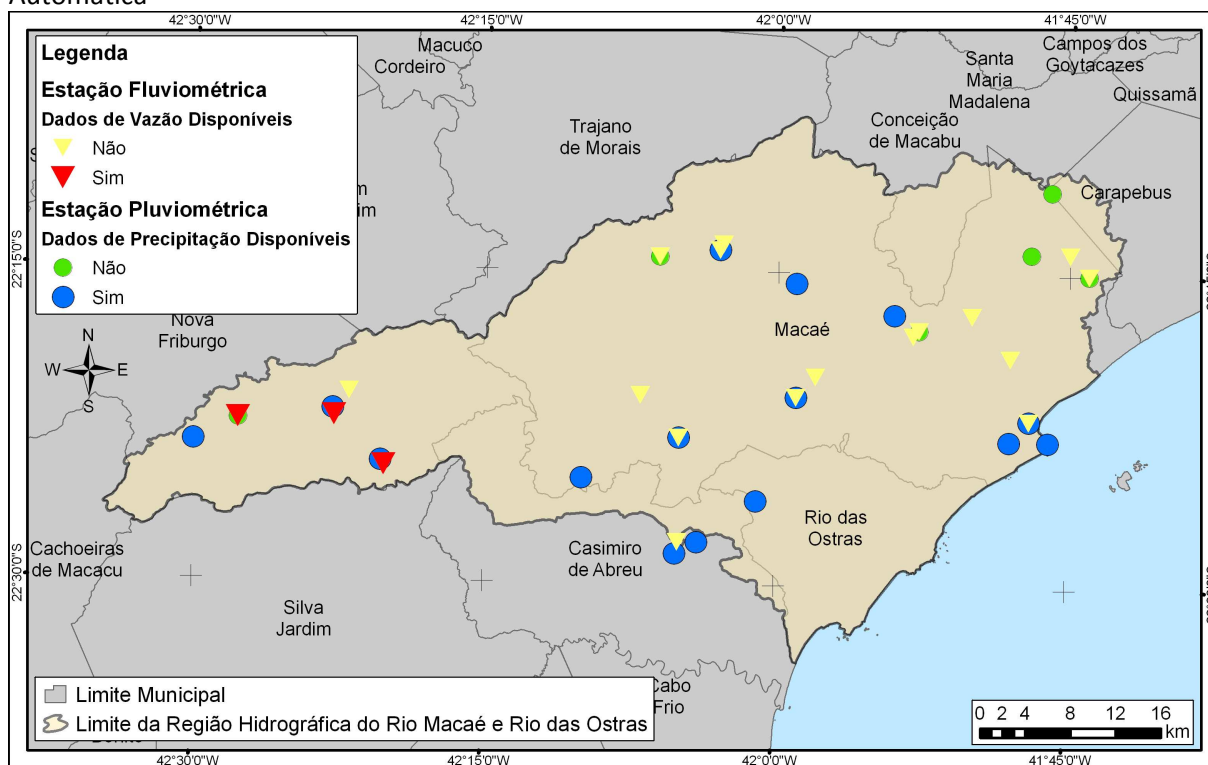 Automática
42°30'0"W
42°15'0"W
42°0'0"W
41°45'0"W
Legenda
Estação Fluviométrica
Dados de Vazão Disponíveis
Não
Sim
Estação Pluviométrica
Dados de Precipitação Disponíveis
Não
Sim
Macuco
Cordeiro
Trajano
de Morais
Santa
Maria
Madalena
Campos dos
Goytacazes
Quissamã
Conceição
de Macabu
Carapebus
22°15'0"S
Nova
Friburgo
Macaé
N
W
E
S
Rio das
Ostras
Cachoeiras
de Macacu
Casimiro
de Abreu
22°30'0"S
Silva
Jardim
Frio
Limite Municipal
Limite da Região Hidrográfica do Rio Macaé e Rio das Ostras
0 2 4 8 12 16
km
42°30'0"W
42°15'0"W
42°0'0"W
41°45'0"W